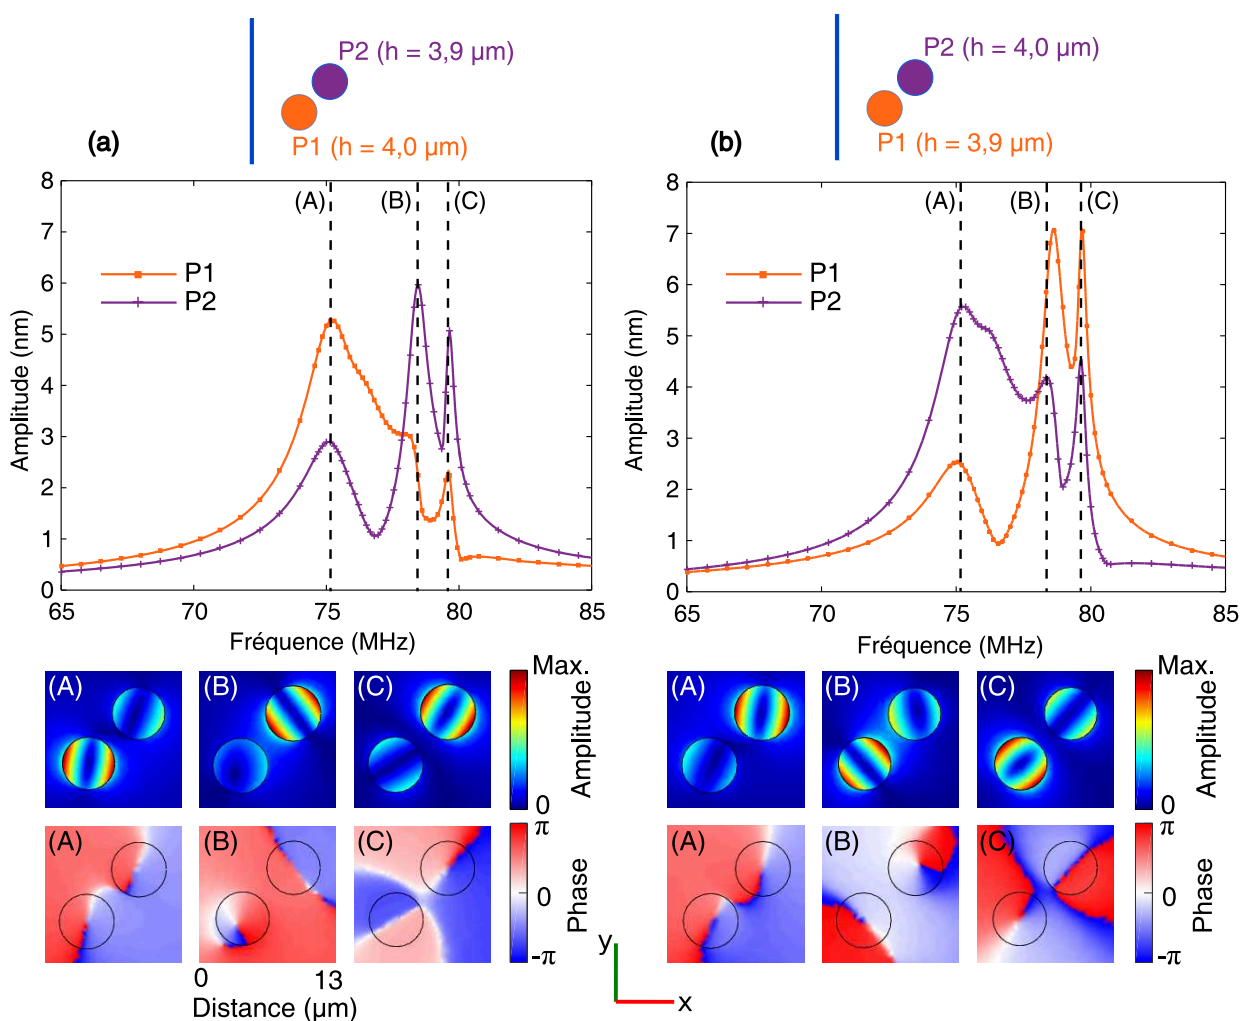 P2 (h = 3,9 µm)
(a)
P1 (h = 4,0 µm)
P2 (h = 4,0 µm)
(b)
P1 (h = 3,9 µm)
8
7
6
5
4
3
2
1
0
Amplitude (nm)
(A)
(B)
(C)
P1
P2
65
70
75
80
85
Fréquence (MHz)
8
7
6
5
4
3
2
1
0
Amplitude (nm)
(A)
(B)
(C)
P1
P2
65
70
75
80
85
Fréquence (MHz)
(A)
(B)
(C)
Max.
0
Amplitude
(A)
(B)
(C)
Max.
0
Amplitude
(A)
(B)
(C)
π
0
-π
Phase
(A)
(B)
(C)
π
0
-π
Phase
0
13
Distance (µm)
y
x